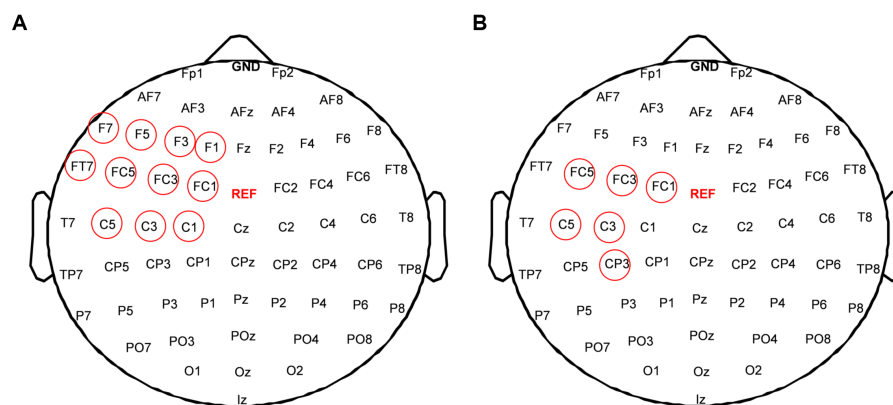 A
GND
Fp1 Fp2
AF7 AF8
AF3 AFz AF4
F7 F5 F3 F1 Fz F2 F4 F6 F8
FT7 FC5 FC3 FC1 REF FC2 FC4 FC6 FT8
T7 C5 C3 C1 Cz C2 C4 C6 T8
TP7 CP5 CP3 CP1 CPz CP2 CP4 CP6 TP8
P7 P5 P3 P1 Pz P2 P4 P6 P8
PO7 PO3 POz PO4 PO8
O1 Oz O2
Iz
B
GND
Fp1 Fp2
AF7 AF8
AF3 AFz AF4
F7 F5 F3 F1 Fz F2 F4 F6 F8
FT7 FC5 FC3 FC1 REF FC2 FC4 FC6 FT8
T7 C5 C3 C1 Cz C2 C4 C6 T8
TP7 CP5 CP3 CP1 CPz CP2 CP4 CP6 TP8
P7 P5 P3 P1 Pz P2 P4 P6 P8
PO7 PO3 POz PO4 PO8
O1 Oz O2
Iz